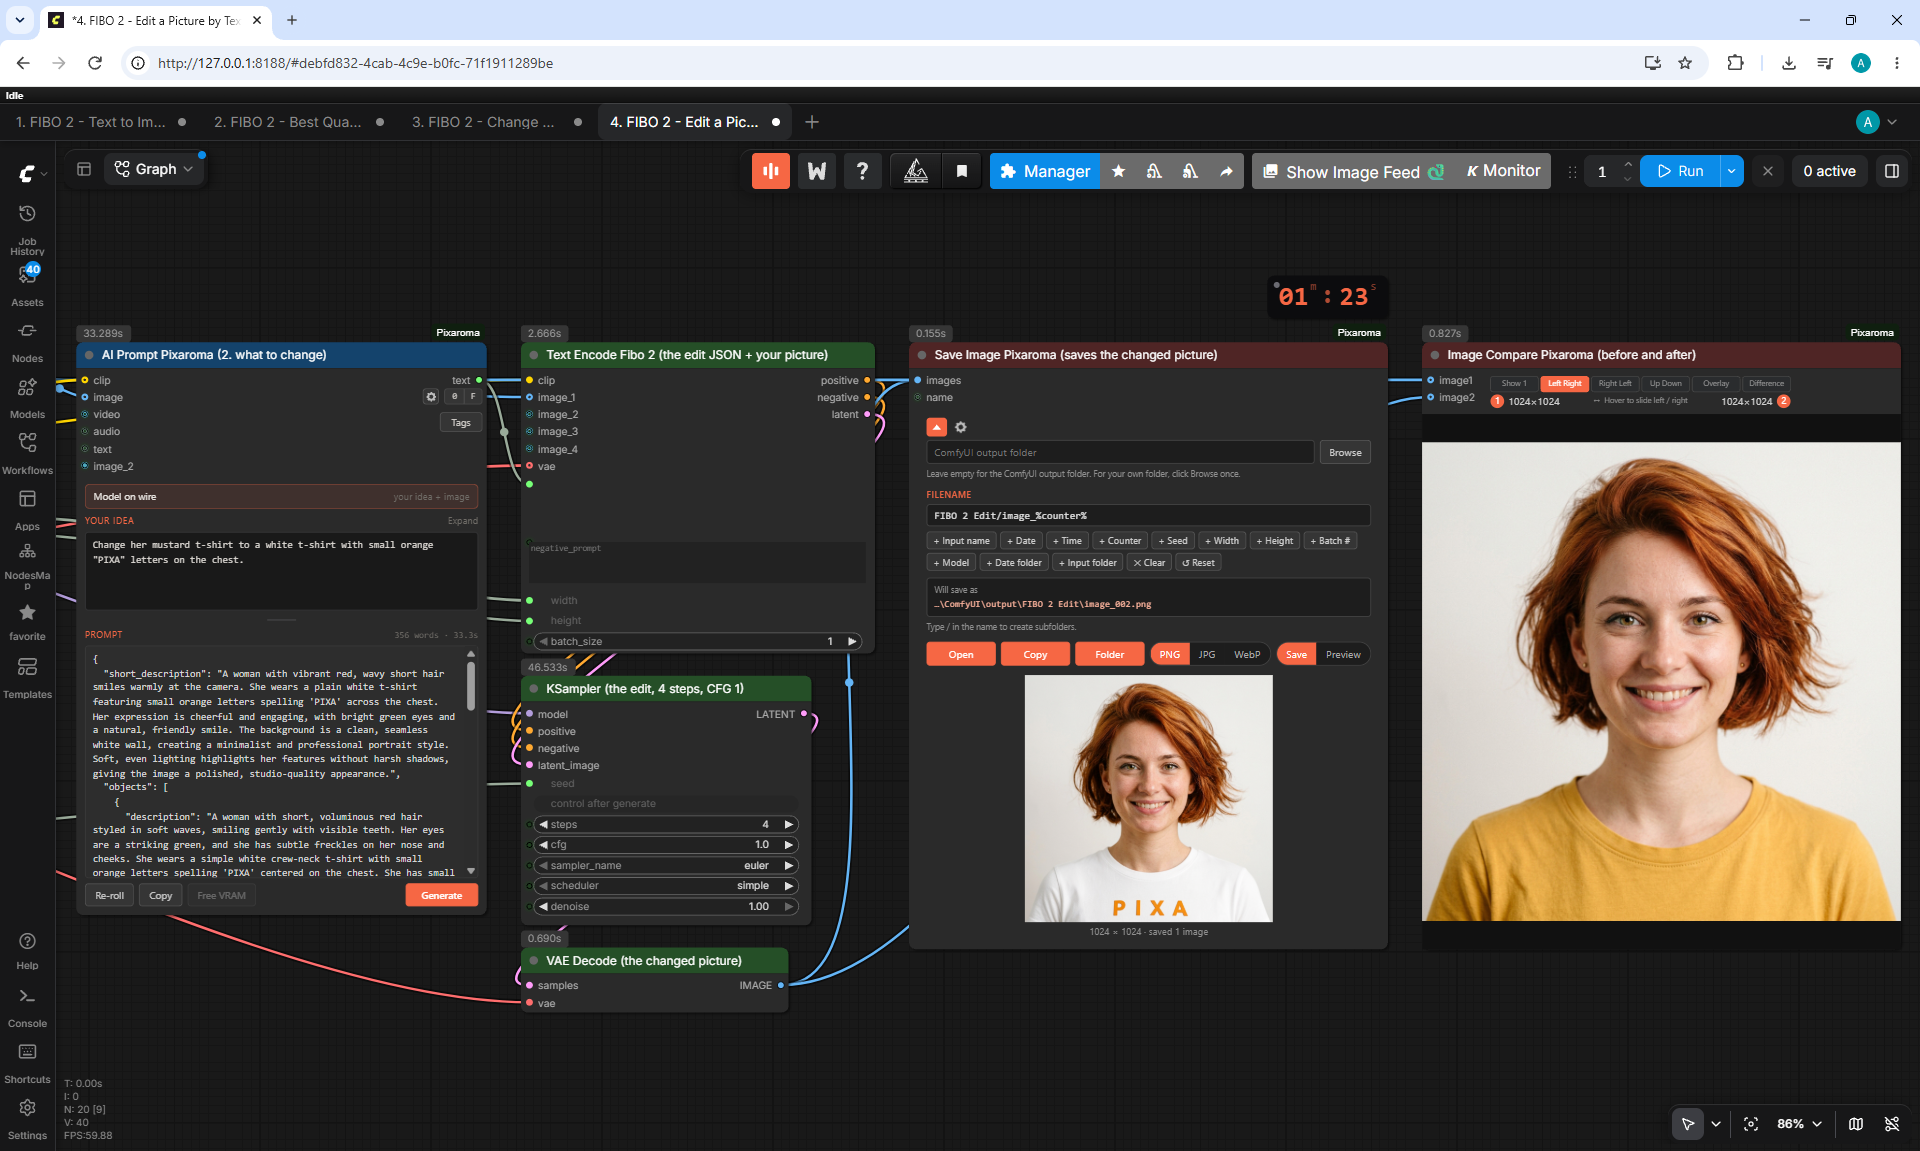 *4. FIBO 2 - Edit a Picture by Tex
http://127.0.0.1:8188/#debfd832-4cab-4c9e-b0fc-71f1911289be
A
Idle
1. FIBO 2 - Text to Im...
2. FIBO 2 - Best Qua...
3. FIBO 2 - Change ...
4. FIBO 2 - Edit a Pic...
A
Graph
W
?
Manager
Show Image Feed
K Monitor
1
Run
0 active
Job History
40
Assets
Nodes
Models
Workflows
Apps
NodesMap
favorite
Templates
Help
Console
Shortcuts
Settings
01 m : 23 s
33.289s
Pixaroma
AI Prompt Pixaroma (2. what to change)
clip
text
image
0 F
video
Tags
audio
text
image_2
Model on wire
your idea + image
YOUR IDEA
Expand
Change her mustard t-shirt to a white t-shirt with small orange
"PIXA" letters on the chest.
PROMPT
356 words · 33.3s
{
"short_description": "A woman with vibrant red, wavy short hair
smiles warmly at the camera. She wears a plain white t-shirt
featuring small orange letters spelling 'PIXA' across the chest.
Her expression is cheerful and engaging, with bright green eyes and
a natural, friendly smile. The background is a clean, seamless
white wall, creating a minimalist and professional portrait style.
Soft, even lighting highlights her features without harsh shadows,
giving the image a polished, studio-quality appearance.",
"objects": [
{
"description": "A woman with short, voluminous red hair
styled in soft waves, smiling gently with visible teeth. Her eyes
are a striking green, and she has subtle freckles on her nose and
cheeks. She wears a simple white crew-neck t-shirt with small
orange letters spelling 'PIXA' centered on the chest. She has small
Re-roll
Copy
Free VRAM
Generate
2.666s
Text Encode Fibo 2 (the edit JSON + your picture)
clip
positive
image_1
negative
image_2
latent
image_3
image_4
vae
negative_prompt
width
height
batch_size
1
46.533s
KSampler (the edit, 4 steps, CFG 1)
model
LATENT
positive
negative
latent_image
seed
control after generate
steps
4
cfg
1.0
sampler_name
euler
scheduler
simple
denoise
1.00
0.690s
VAE Decode (the changed picture)
samples
IMAGE
vae
0.155s
Pixaroma
Save Image Pixaroma (saves the changed picture)
images
name
ComfyUI output folder
Browse
Leave empty for the ComfyUI output folder. For your own folder, click Browse once.
FILENAME
FIBO 2 Edit/image_%counter%
+ Input name
+ Date
+ Time
+ Counter
+ Seed
+ Width
+ Height
+ Batch #
+ Model
+ Date folder
+ Input folder
× Clear
↺ Reset
Will save as
…\ComfyUI\output\FIBO 2 Edit\image_002.png
Type / in the name to create subfolders.
Open
Copy
Folder
PNG
JPG
WebP
Save
Preview
PIXA
1024 × 1024 · saved 1 image
0.827s
Pixaroma
Image Compare Pixaroma (before and after)
image1
Show 1
Left Right
Right Left
Up Down
Overlay
Difference
image2
1 1024×1024
↔ Hover to slide left / right
1024×1024 2
T: 0.00s
I: 0
N: 20 [9]
V: 40
FPS:59.88
86%